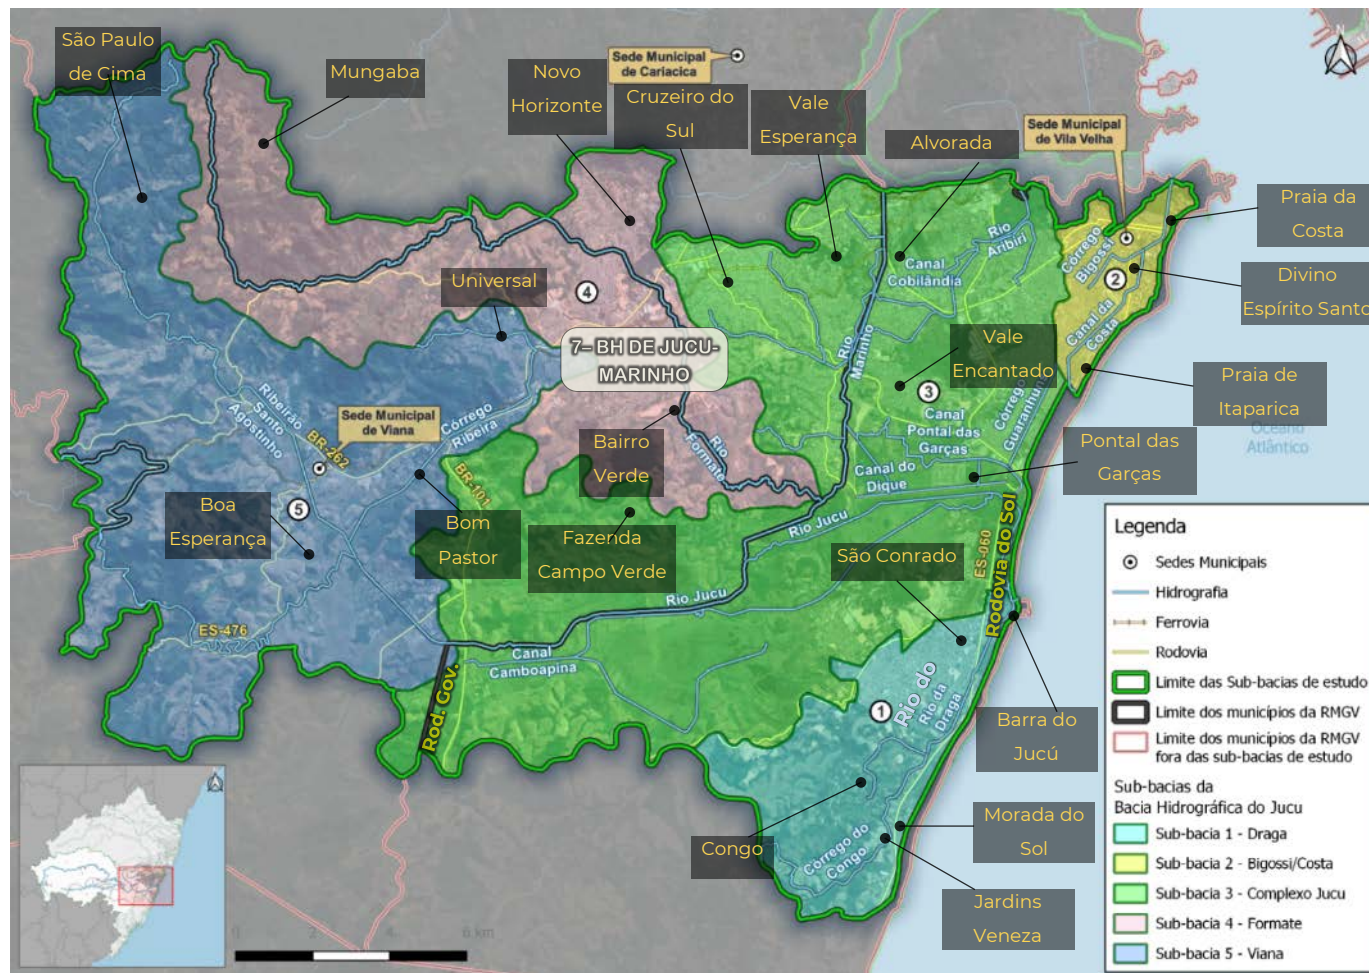 São Paulo
de Cima
Mungaba
Novo
Horizonte
Sede Municipal
de Cariacica
Cruzeiro do
Sul
Vale
Esperança
Alvorada
Sede Municipal
de Vila Velha
N
Praia da
Costa
Divino
Espírito Santo
Praia de
Itaparica
Oceano
Atlântico
Pontal das
Garças
Universal
4
7– BH DE JUCU-
MARINHO
Rio
Marinho
Canal
Cobilândia
Rio
Aribiri
Córrego
Bigossi
2
Canal da
Costa
Vale
Encantado
3
Canal
Pontal das
Garças
Córrego
Guaranhuns
Canal do
Dique
Ribeirão
Santo
Agostinho
BR-262
Sede Municipal
de Viana
Córrego
Ribeira
BR-101
Bairro
Verde
Rio
Formate
5
Boa
Esperança
Bom
Pastor
Fazenda
Campo Verde
Rio Jucu
São Conrado
ES-060
Rodovia do Sol
Rio Jucu
ES-476
Canal
Camboapina
Rod. Gov.
1
Rio do
Rio da
Draga
Barra do
Jucú
Congo
Córrego do
Congo
Morada do
Sol
Jardins
Veneza
0 2 4 6 km
Legenda
Sedes Municipais
Hidrografia
Ferrovia
Rodovia
Limite das Sub-bacias de estudo
Limite dos municípios da RMGV
Limite dos municípios da RMGV
fora das sub-bacias de estudo
Sub-bacias da
Bacia Hidrográfica do Jucu
Sub-bacia 1 - Draga
Sub-bacia 2 - Bigossi/Costa
Sub-bacia 3 - Complexo Jucu
Sub-bacia 4 - Formate
Sub-bacia 5 - Viana